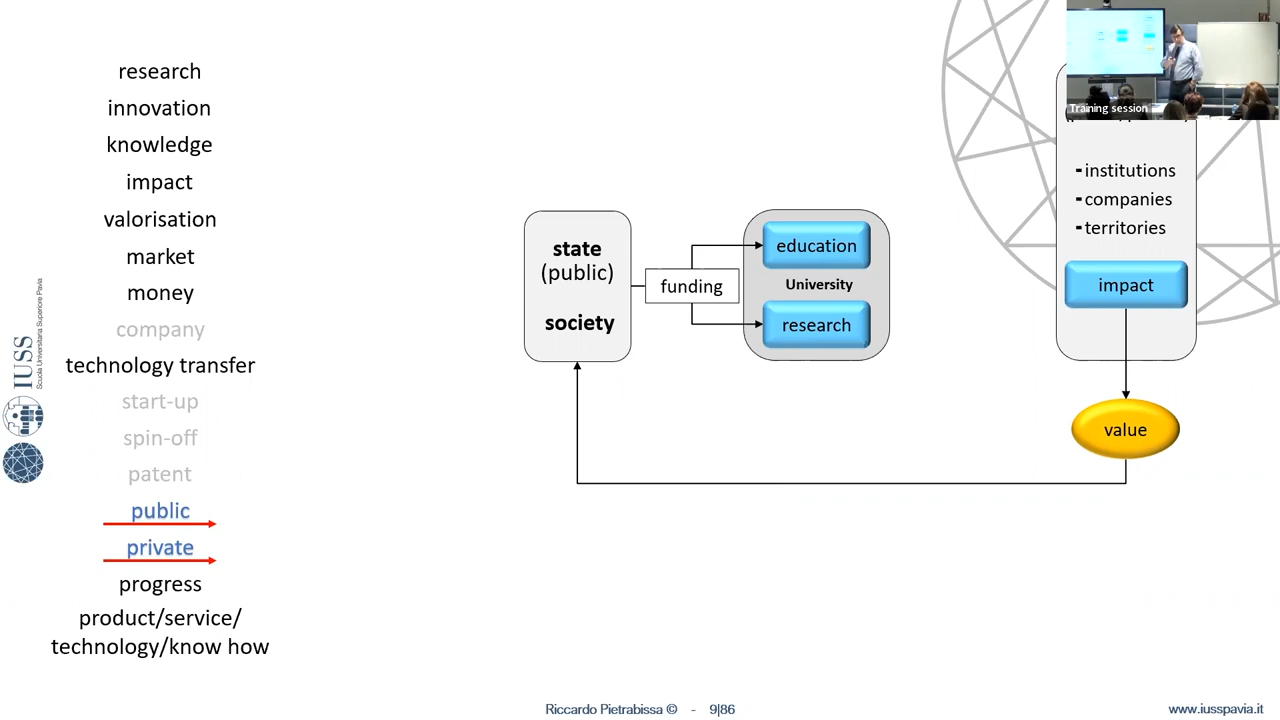 research
innovation
knowledge
impact
valorisation
market
money
company
technology transfer
start-up
spin-off
patent
public
private
progress
product/service/
technology/know how
IUSS
Scuola Universitaria Superiore Pavia
state
(public)
society
funding
education
University
research
Training session
-institutions
-companies
-territories
impact
value
Riccardo Pietrabissa © - 9|86
www.iusspavia.it